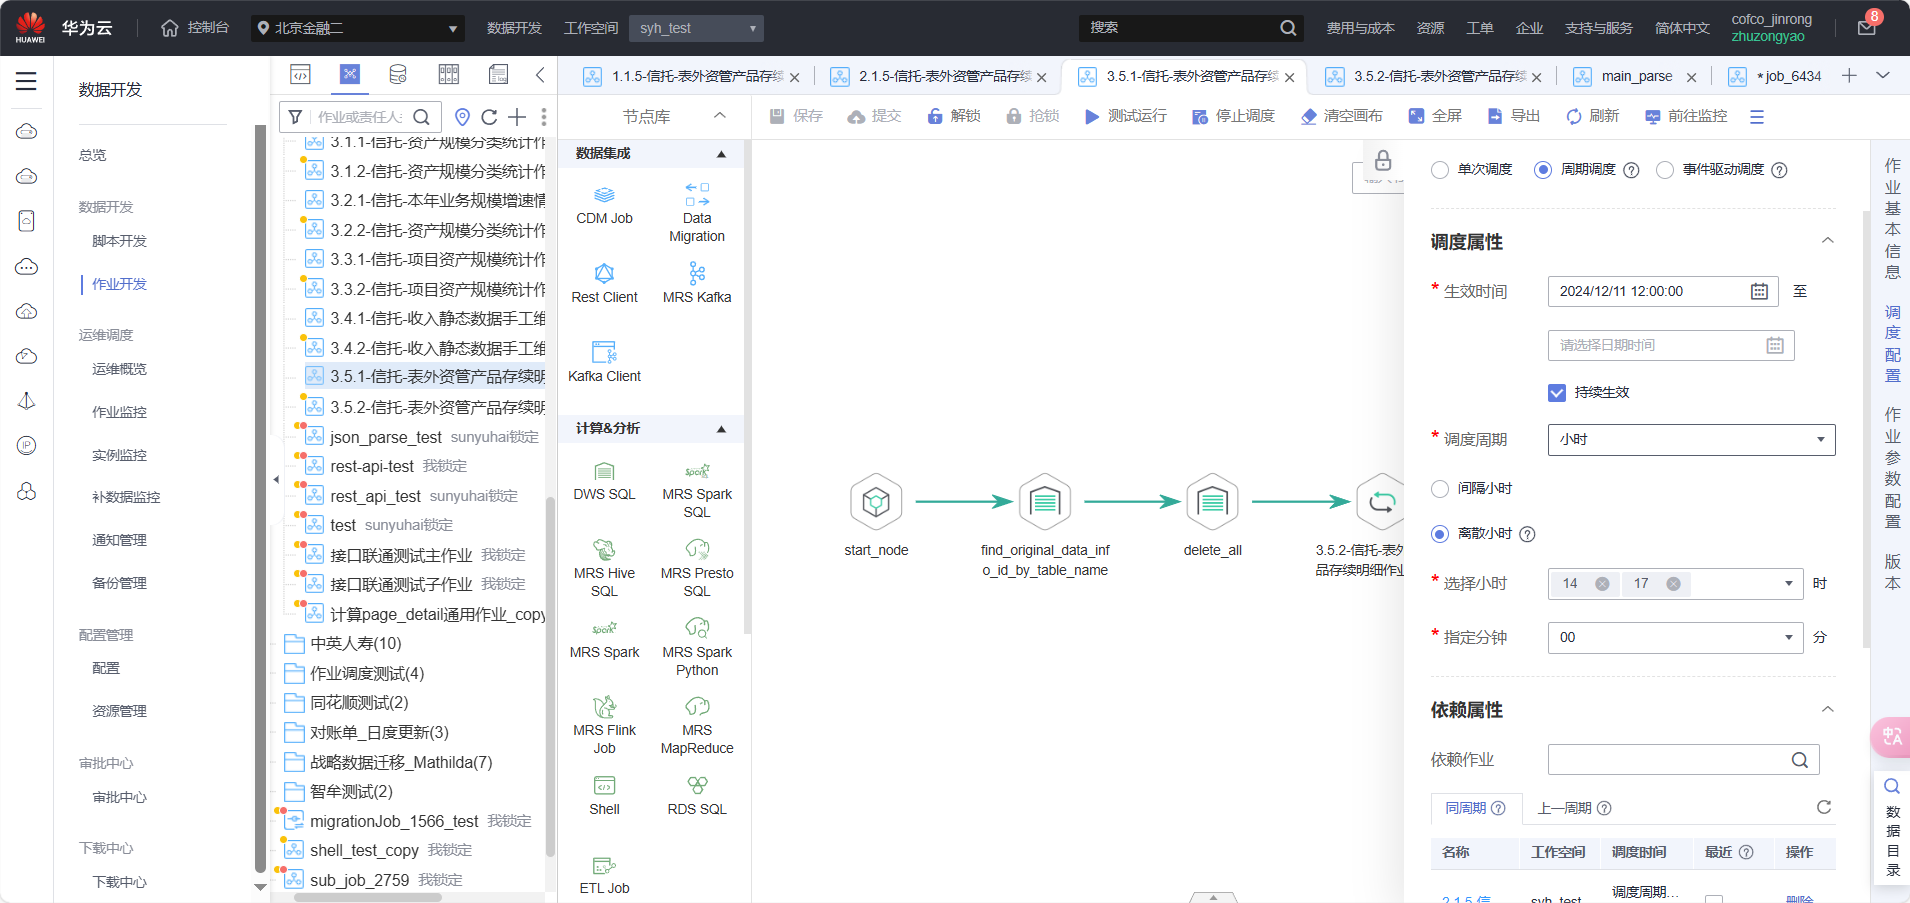 HUAWEI
华为云
控制台
北京金融二
数据开发
工作空间
syh_test
搜索
费用与成本
资源
工单
企业
支持与服务
简体中文
cofco_jinrong
zhuzongyao
8
数据开发
总览
数据开发
脚本开发
作业开发
运维调度
运维概览
作业监控
实例监控
补数据监控
通知管理
备份管理
配置管理
配置
资源管理
审批中心
审批中心
下载中心
下载中心
IP
log
作业或责任人
3.1.1-信托-资产规模分类统计作
3.1.2-信托-资产规模分类统计作
3.2.1-信托-本年业务规模增速情
3.2.2-信托-资产规模分类统计作
3.3.1-信托-项目资产规模统计作
3.3.2-信托-项目资产规模统计作
3.4.1-信托-收入静态数据手工维
3.4.2-信托-收入静态数据手工维
3.5.1-信托-表外资管产品存续明
3.5.2-信托-表外资管产品存续明
json_parse_test sunyuhai锁定
rest-api-test 我锁定
rest_api_test sunyuhai锁定
test sunyuhai锁定
接口联通测试主作业 我锁定
接口联通测试子作业 我锁定
计算page_detail通用作业_copy
中英人寿(10)
作业调度测试(4)
同花顺测试(2)
对账单_日度更新(3)
战略数据迁移_Mathilda(7)
智牟测试(2)
migrationJob_1566_test 我锁定
shell_test_copy 我锁定
sub_job_2759 我锁定
1.1.5-信托-表外资管产品存续
2.1.5-信托-表外资管产品存续
3.5.1-信托-表外资管产品存续
3.5.2-信托-表外资管产品存续
main_parse
*job_6434
节点库
保存
提交
解锁
抢锁
测试运行
停止调度
清空画布
全屏
导出
刷新
前往监控
数据集成
CDM Job
Data Migration
Rest Client
MRS Kafka
Kafka Client
计算&分析
DWS SQL
MRS Spark SQL
MRS Hive SQL
MRS Presto SQL
MRS Spark
MRS Spark Python
MRS Flink Job
MRS MapReduce
Shell
RDS SQL
ETL Job
start_node
find_original_data_inf
o_id_by_table_name
delete_all
3.5.2-信托-表外
品存续明细作业
单次调度
周期调度
事件驱动调度
调度属性
* 生效时间
2024/12/11 12:00:00
至
请选择日期时间
持续生效
* 调度周期
小时
间隔小时
离散小时
* 选择小时
14
17
时
* 指定分钟
00
分
依赖属性
依赖作业
同周期
上一周期
名称
工作空间
调度时间
最近
操作
2.1.5-信
syh_test
调度周期...
删除
作业基本信息
调度配置
作业参数配置
版本
中A
数据目录